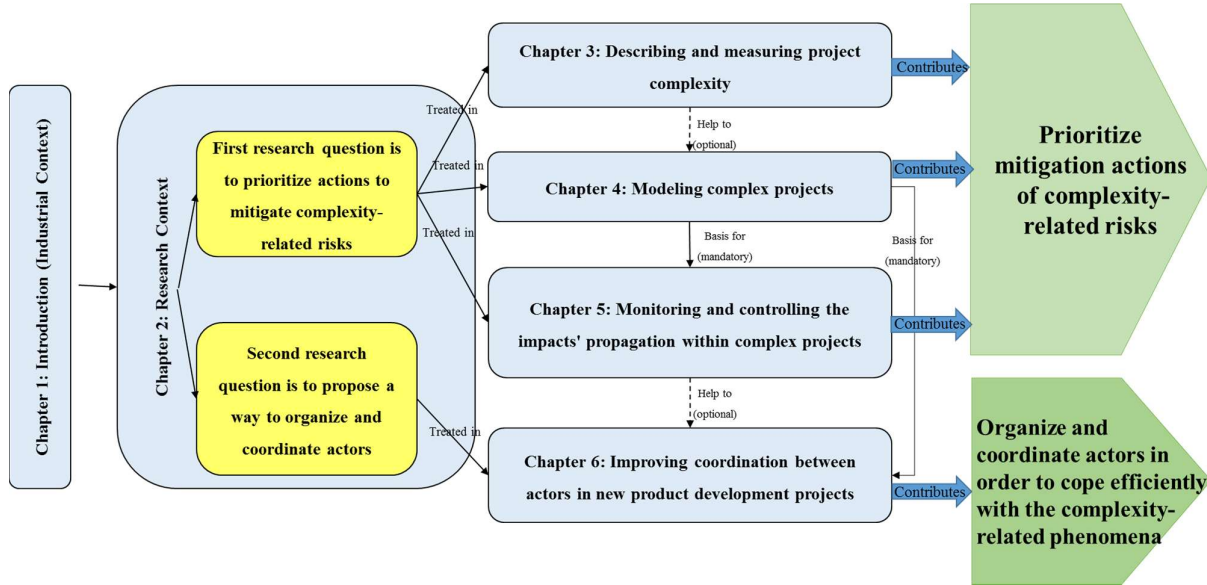 Chapter 1: Introduction (Industrial Context)
Chapter 2: Research Context
First research question is
to prioritize actions to
mitigate complexity-
related risks
Second research
question is to propose a
way to organize and
coordinate actors
Treated in
Treated in
Treated in
Treated in
Chapter 3: Describing and measuring project
complexity
Help to
(optional)
Chapter 4: Modeling complex projects
Basis for
(mandatory)
Basis for
(mandatory)
Chapter 5: Monitoring and controlling the
impacts' propagation within complex projects
Help to
(optional)
Chapter 6: Improving coordination between
actors in new product development projects
Contributes
Contributes
Contributes
Contributes
Prioritize
mitigation actions
of complexity-
related risks
Organize and
coordinate actors in
order to cope efficiently
with the complexity-
related phenomena